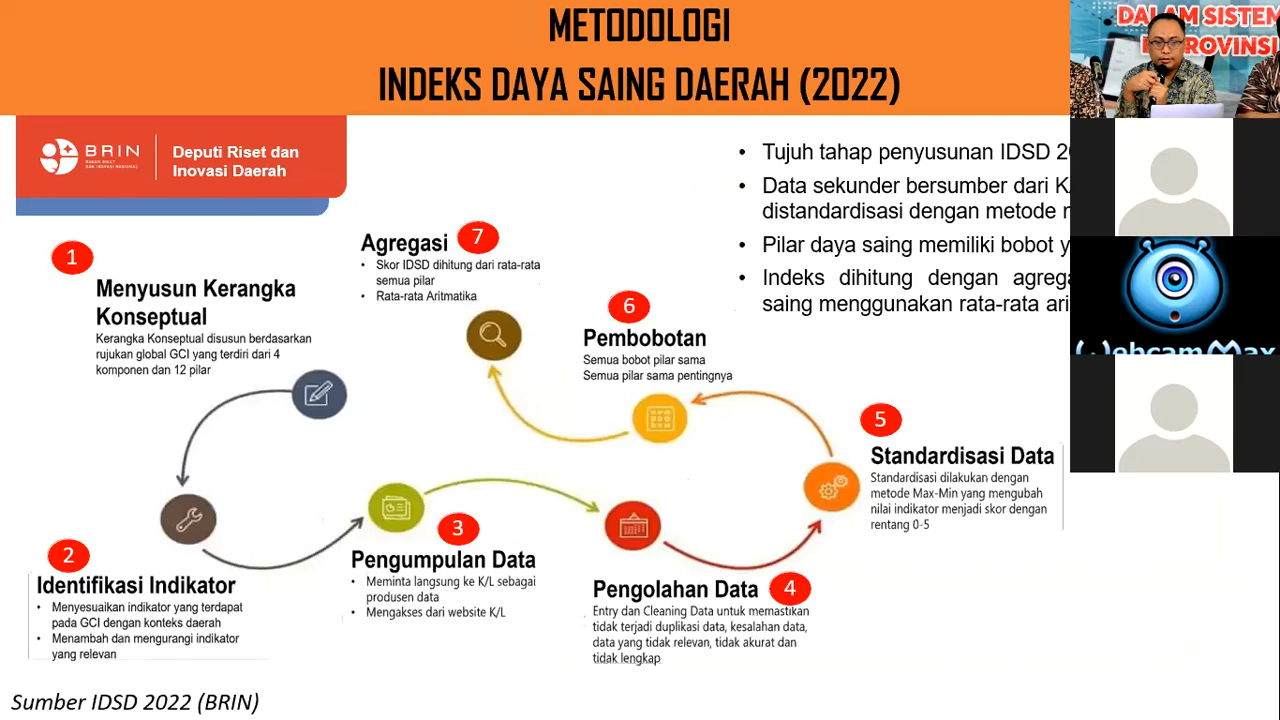 METODOLOGI
INDEKS DAYA SAING DAERAH (2022)
DALAM SISTEM
PROVINSI
BRIN
BADAN RISET
DAN INOVASI NASIONAL
Deputi Riset dan
Inovasi Daerah
• Tujuh tahap penyusunan IDSD
• Data sekunder bersumber dari
distandardisasi dengan metode
• Pilar daya saing memiliki bobot
• Indeks dihitung dengan
saing menggunakan rata-rata
1
Menyusun Kerangka
Konseptual
Kerangka Konseptual disusun berdasarkan
rujukan global GCI yang terdiri dari 4
komponen dan 12 pilar
2
Identifikasi Indikator
• Menyesuaikan indikator yang terdapat
pada GCI dengan konteks daerah
• Menambah dan mengurangi indikator
yang relevan
3
Pengumpulan Data
• Meminta langsung ke K/L sebagai
produsen data
• Mengakses dari website K/L
Pengolahan Data 4
Entry dan Cleaning Data untuk memastikan
tidak terjadi duplikasi data, kesalahan data,
data yang tidak relevan, tidak akurat dan
tidak lengkap
5
Standardisasi Data
Standardisasi dilakukan dengan
metode Max-Min yang mengubah
nilai indikator menjadi skor dengan
rentang 0-5
6
Pembobotan
Semua bobot pilar sama
Semua pilar sama pentingnya
Agregasi 7
• Skor IDSD dihitung dari rata-rata
semua pilar
• Rata-rata Aritmatika
WebcamMax
Sumber IDSD 2022 (BRIN)